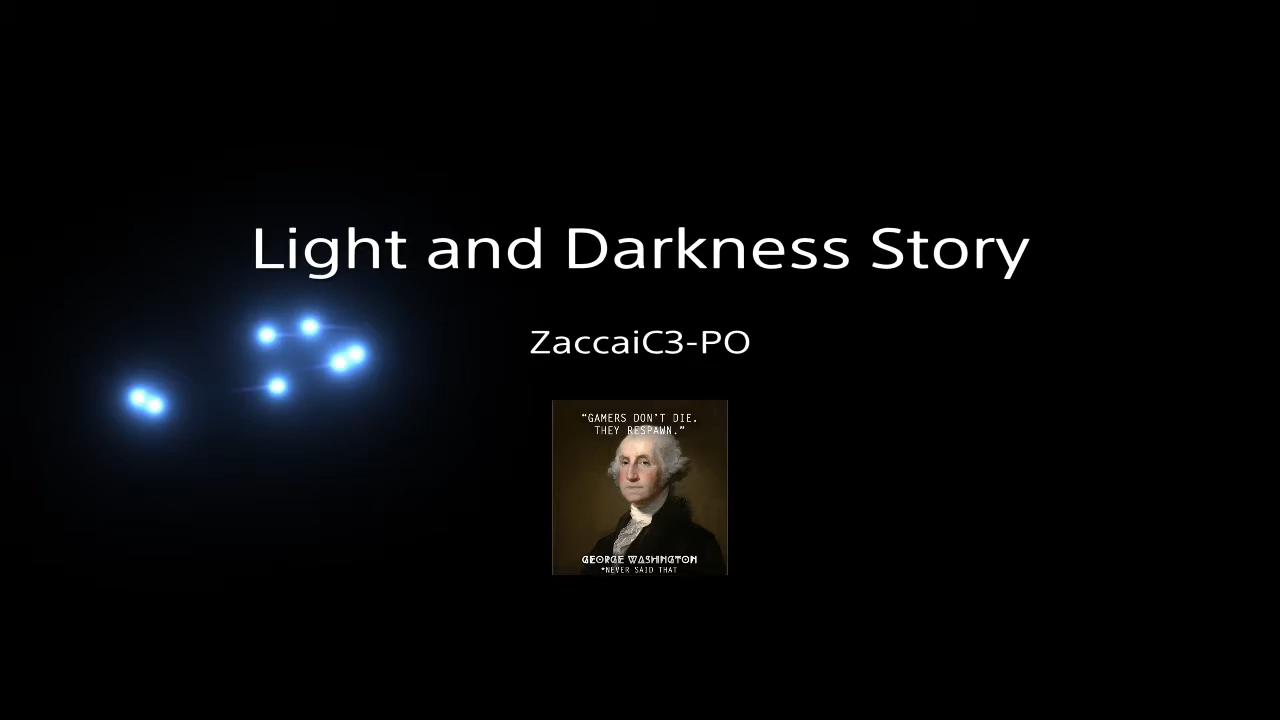 Light and Darkness Story
ZaccaiC3-PO
“GAMERS DON'T DIE.
THEY RESPAWN.”
GEORGE WASHINGTON
*NEVER SAID THAT